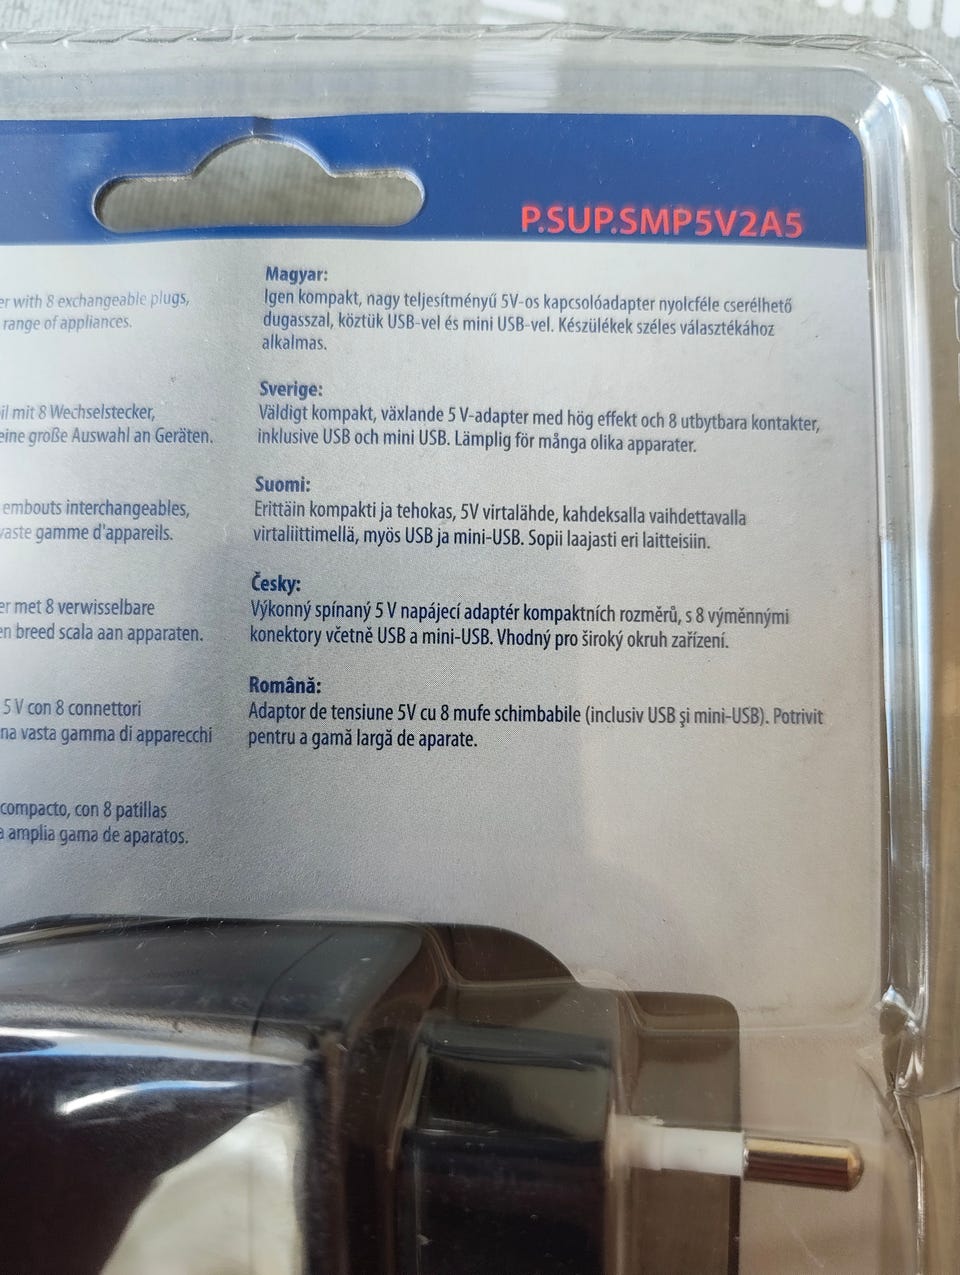 P.SUP.SMP5V2A5
er with 8 exchangeable plugs,
range of appliances.
il mit 8 Wechselstecker,
eine große Auswahl an Geräten.
embouts interchangeables,
vaste gamme d'appareils.
er met 8 verwisselbare
en breed scala aan apparaten.
5 V con 8 connettori
na vasta gamma di apparecchi
compacto, con 8 patillas
a amplia gama de aparatos.
Magyar:
Igen kompakt, nagy teljesítményű 5V-os kapcsolóadapter nyolcféle cserélhető
dugasszal, köztük USB-vel és mini USB-vel. Készülékek széles választékához
alkalmas.
Sverige:
Väldigt kompakt, växlande 5 V-adapter med hög effekt och 8 utbytbara kontakter,
inklusive USB och mini USB. Lämplig för många olika apparater.
Suomi:
Erittäin kompakti ja tehokas, 5V virtalähde, kahdeksalla vaihdettavalla
virtaliittimellä, myös USB ja mini-USB. Sopii laajasti eri laitteisiin.
Česky:
Výkonný spínaný 5 V napájecí adaptér kompaktních rozměrů, s 8 výměnnými
konektory včetně USB a mini-USB. Vhodný pro široký okruh zařízení.
Română:
Adaptor de tensiune 5V cu 8 mufe schimbabile (inclusiv USB şi mini-USB). Potrivit
pentru a gamă largă de aparate.